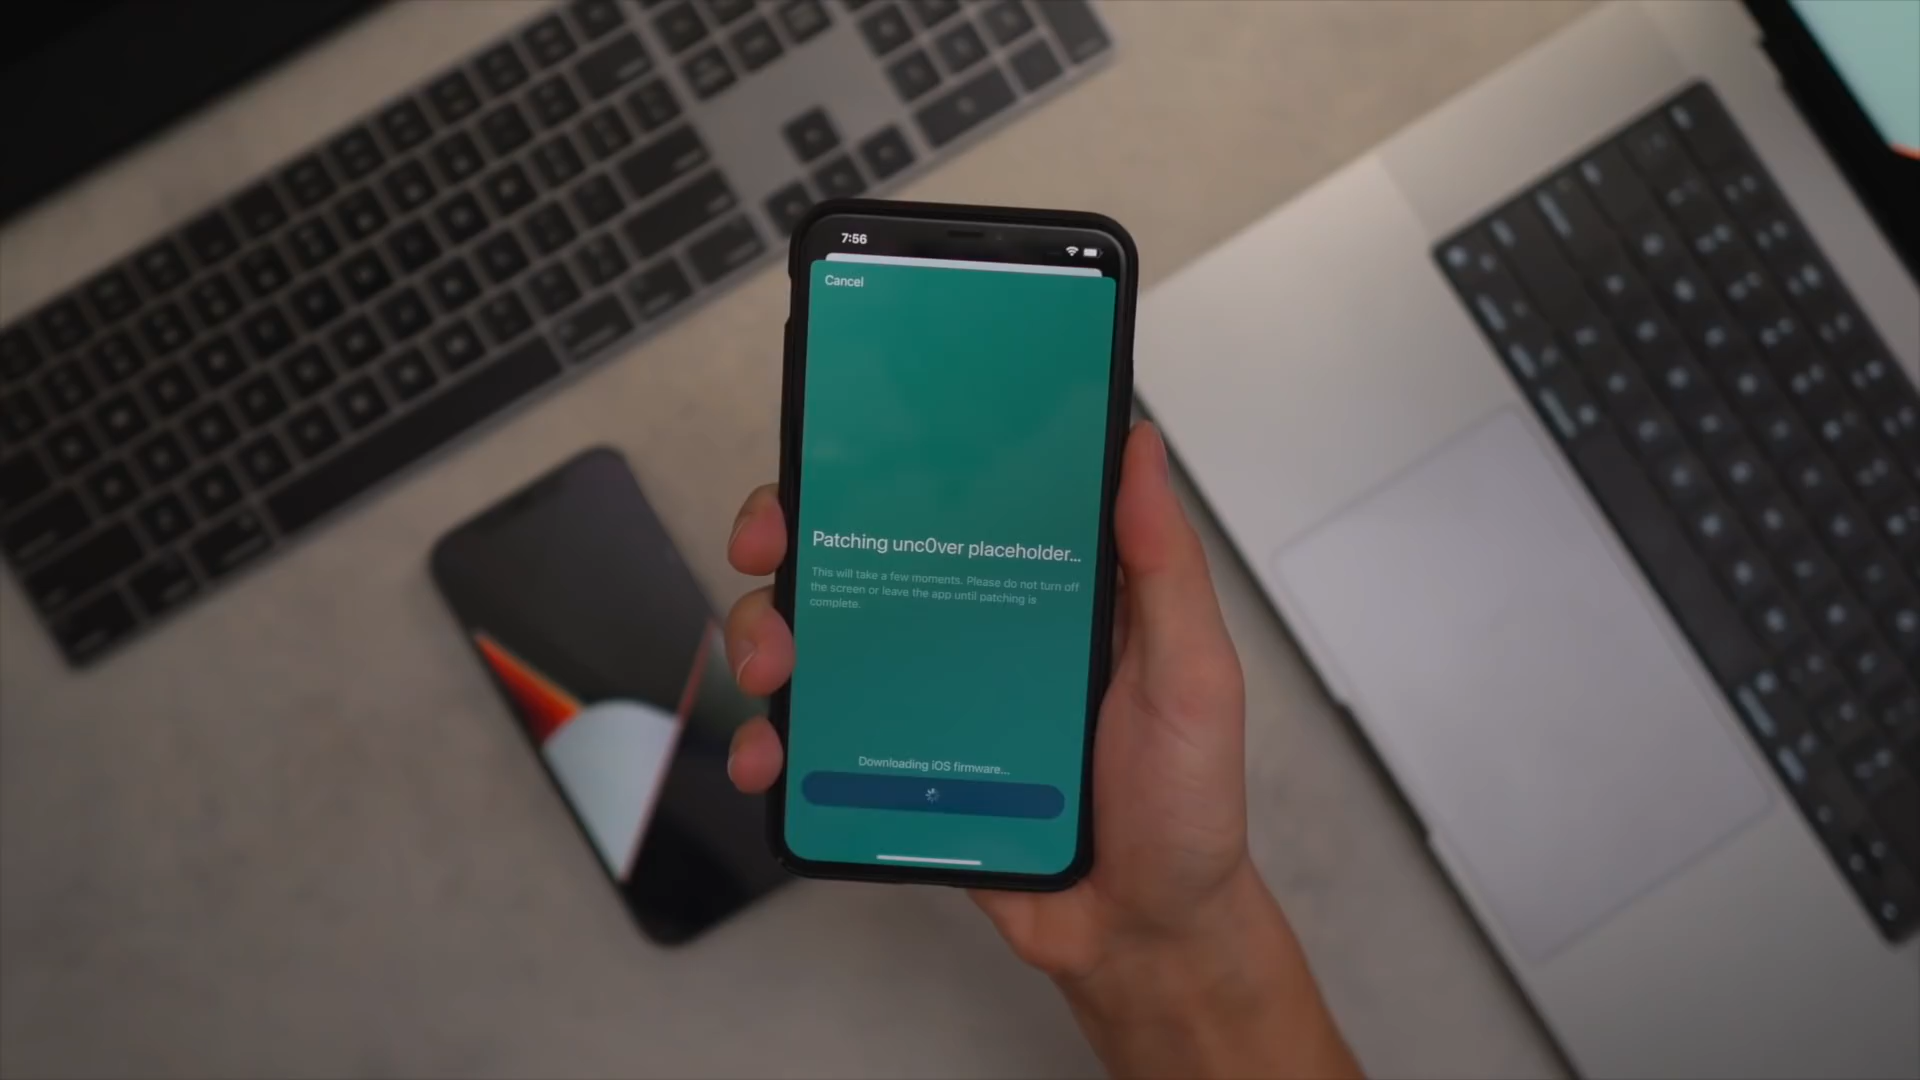 7:56
Cancel
Patching unc0ver placeholder...
This will take a few moments. Please do not turn off
the screen or leave the app until patching is
complete.
Downloading iOS firmware...